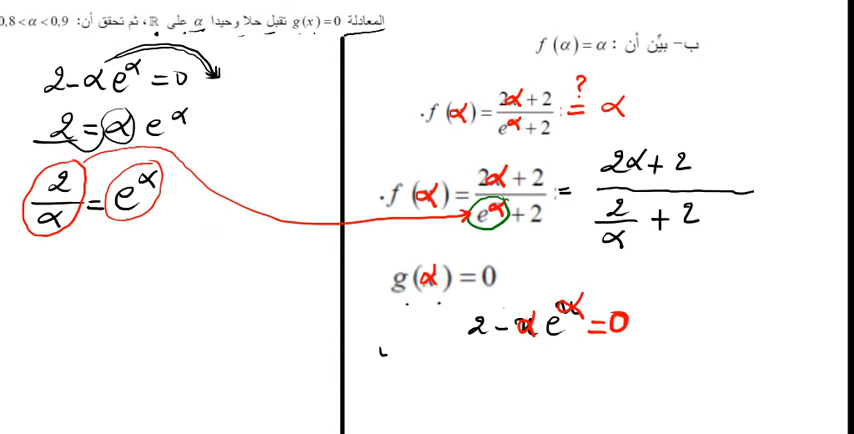 المعادلة g(x)=0 تقبل حلا وحيدا α على ℝ، ثم تحقق أن: 0,8<α<0,9
ب- بيّن أن : f(α)=α
2-αe^α=0
2=αe^α
2/α=e^α
.f(α)=(2α+2)/(e^α+2) := ? α
.f(α)=(2α+2)/(e^α+2) := (2α+2)/(2/α+2)
g(α)=0
2-αe^α=0